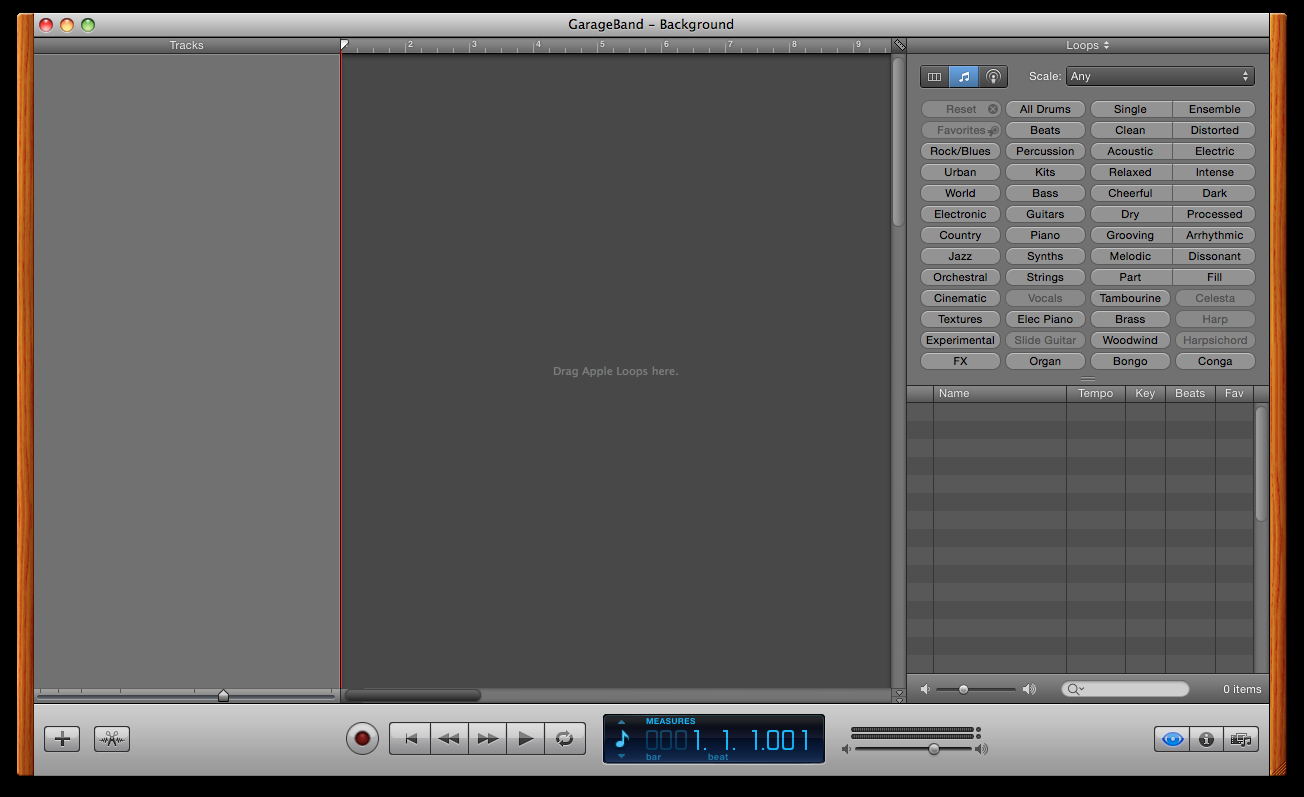 GarageBand – Background
Tracks
2 3 4 5 6 7 8 9
Loops
Scale: Any
Reset All Drums Single Ensemble
Favorites Beats Clean Distorted
Rock/Blues Percussion Acoustic Electric
Urban Kits Relaxed Intense
World Bass Cheerful Dark
Electronic Guitars Dry Processed
Country Piano Grooving Arrhythmic
Jazz Synths Melodic Dissonant
Orchestral Strings Part Fill
Cinematic Vocals Tambourine Celesta
Textures Elec Piano Brass Harp
Experimental Slide Guitar Woodwind Harpsichord
FX Organ Bongo Conga
Drag Apple Loops here.
Name Tempo Key Beats Fav
0 items
MEASURES
1. 1. 1.001
bar beat